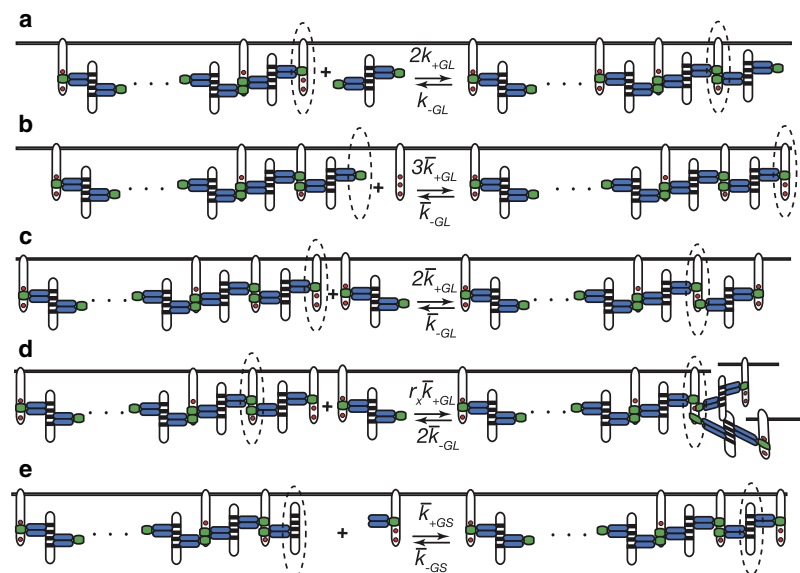 a
+
2k+GL
k-GL
b
+
3k̅+GL
k̅-GL
c
+
2k̅+GL
k̅-GL
d
+
rxk̅+GL
2k̅-GL
e
+
k̅+GS
k̅-GS